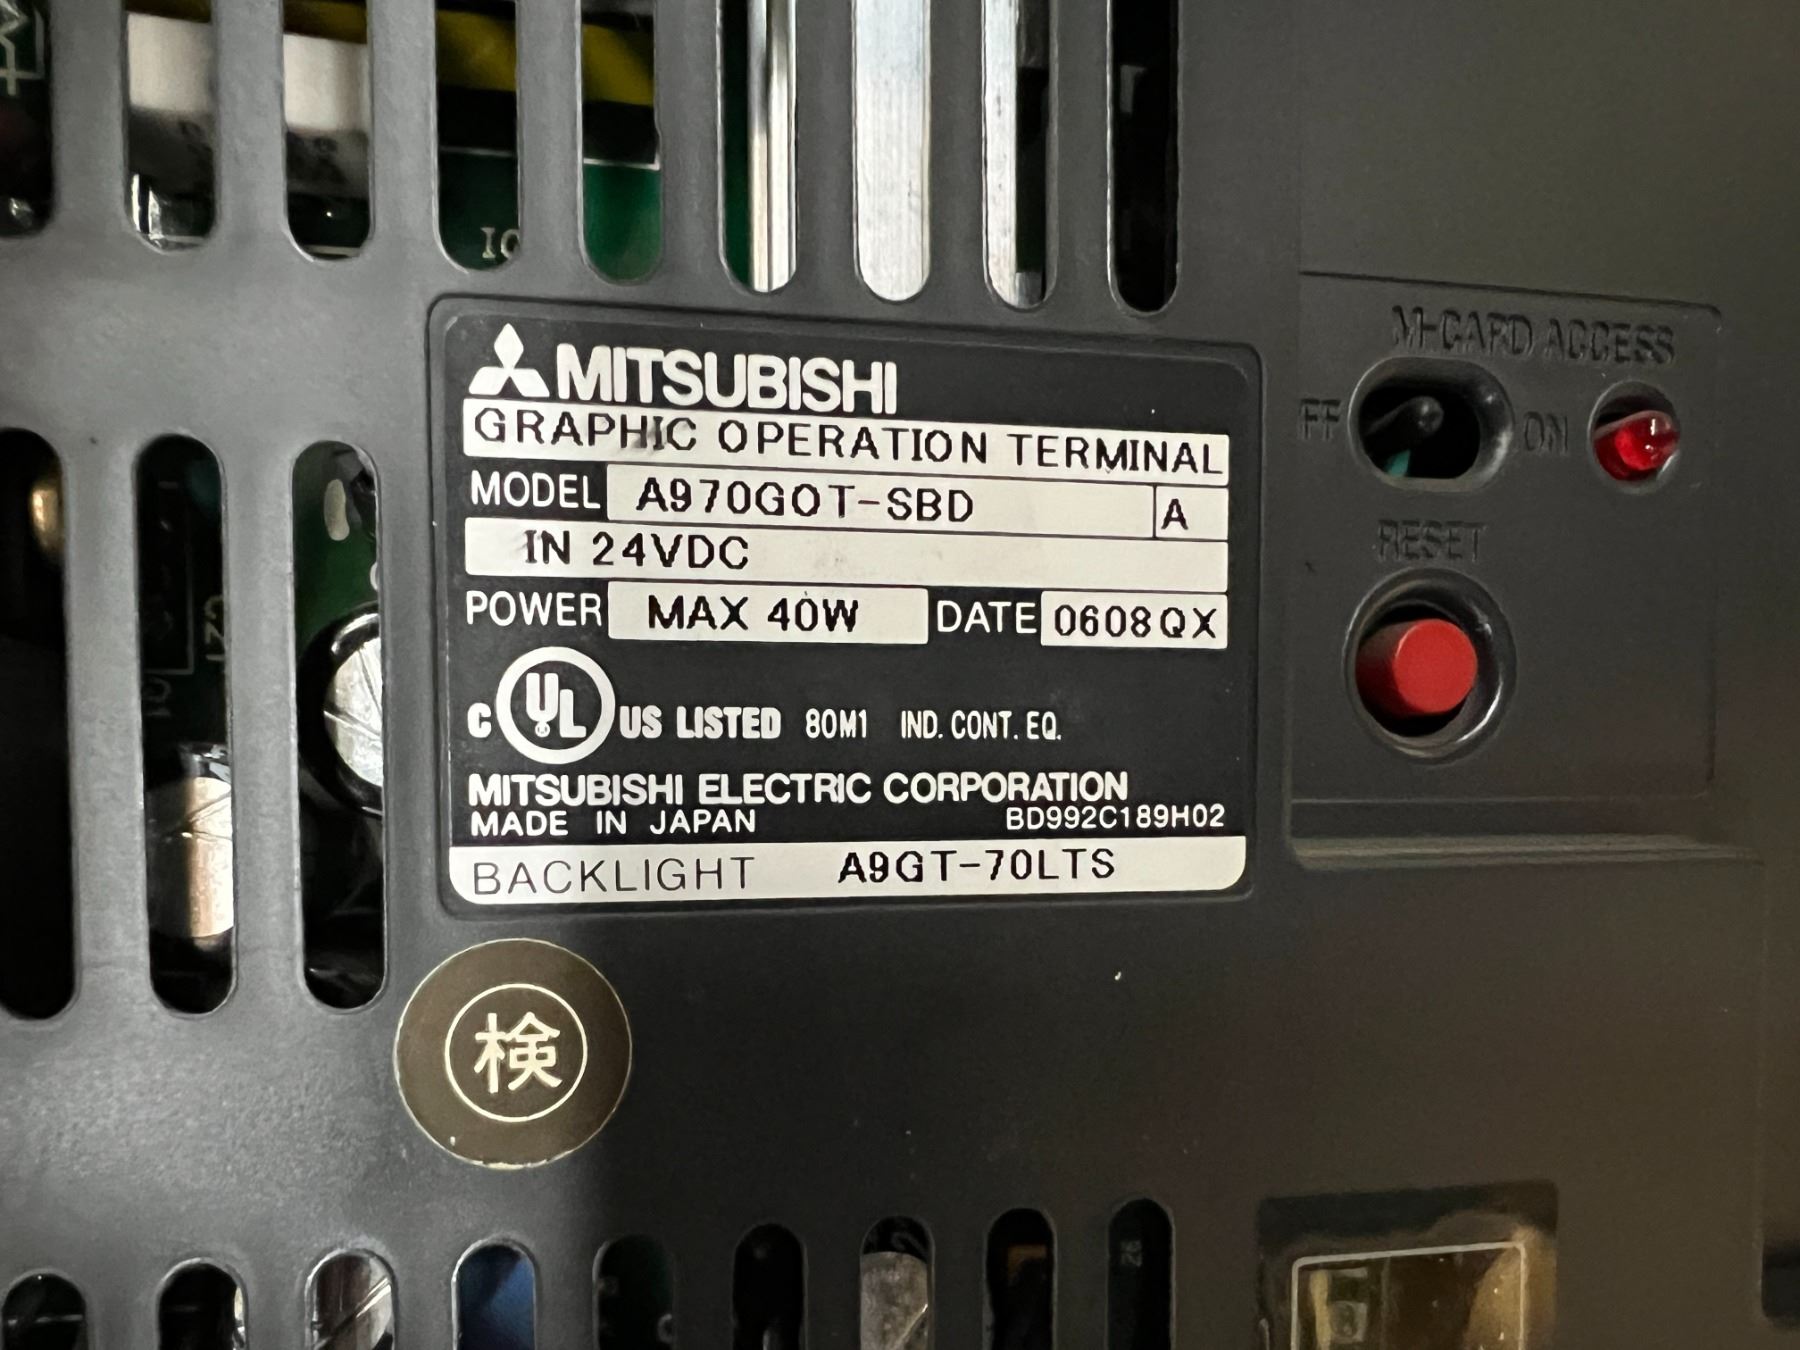 MITSUBISHI
GRAPHIC OPERATION TERMINAL
MODEL A970GOT-SBD A
IN 24VDC
POWER MAX 40W DATE 0608QX
C UL US LISTED 80M1 IND. CONT. EQ.
MITSUBISHI ELECTRIC CORPORATION
MADE IN JAPAN BD992C189H02
BACKLIGHT A9GT-70LTS
M-CARD ACCESS
FF ON
RESET
検